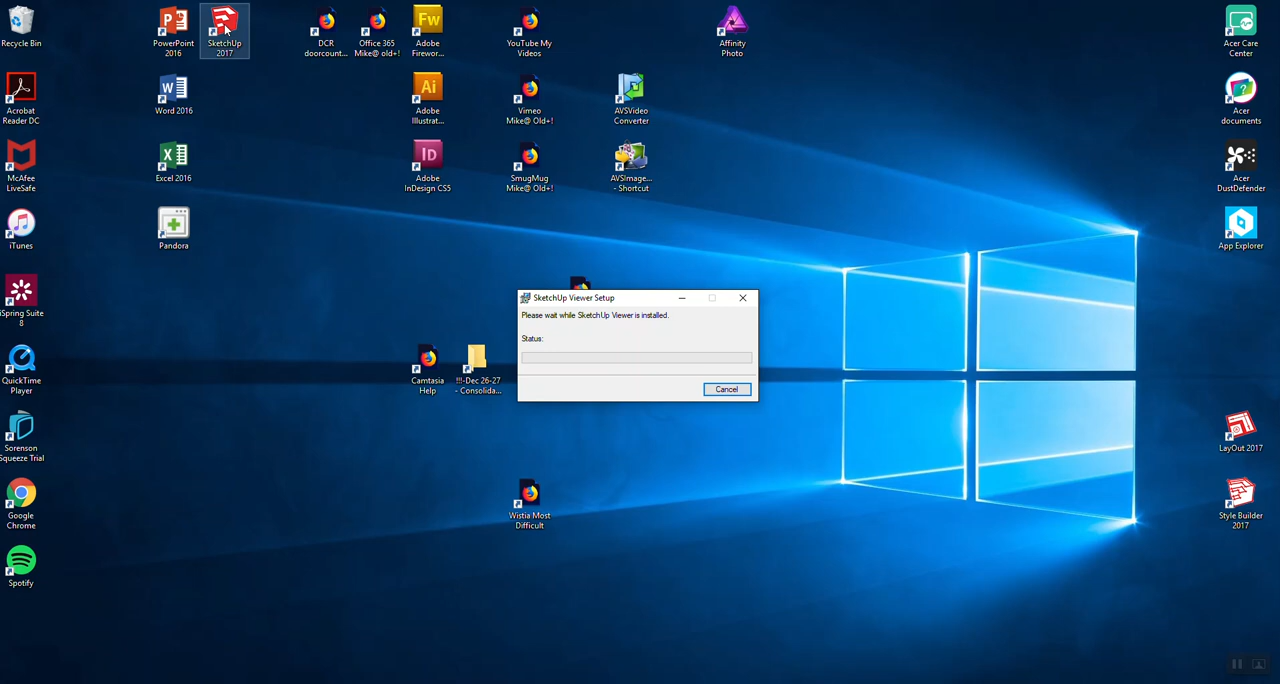 Recycle Bin
PowerPoint
2016
SketchUp
2017
DCR
doorcount...
Office 365
Mike@ old+!
Fw
Adobe
Firewor...
YouTube My
Videos
Affinity
Photo
Acer Care
Center
Acrobat
Reader DC
Word 2016
Ai
Adobe
Illustrat...
Vimeo
Mike@ Old+!
AVSVideo
Converter
Acer
documents
McAfee
LiveSafe
Excel 2016
Id
Adobe
InDesign CS5
SmugMug
Mike@ Old+!
AVSImage...
- Shortcut
Acer
DustDefender
iTunes
Pandora
App Explorer
iSpring Suite
8
SketchUp Viewer Setup
Please wait while SketchUp Viewer is installed.
Status:
Cancel
QuickTime
Player
Camtasia
Help
!!!-Dec 26-27
- Consolida...
Sorenson
Squeeze Trial
LayOut 2017
Google
Chrome
Wistia Most
Difficult
Style Builder
2017
Spotify